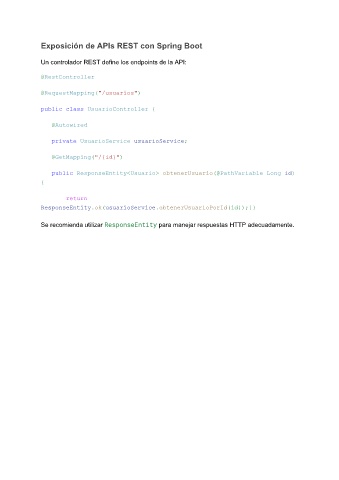 Exposición de APIs REST con Spring Boot
Un controlador REST define los endpoints de la API:
@RestController
@RequestMapping("/usuarios")
public class UsuarioController {
@Autowired
private UsuarioService usuarioService;
@GetMapping("/{id}")
public ResponseEntity<Usuario> obtenerUsuario(@PathVariable Long id)
{
return
ResponseEntity.ok(usuarioService.obtenerUsuarioPorId(id));}}
Se recomienda utilizar ResponseEntity para manejar respuestas HTTP adecuadamente.